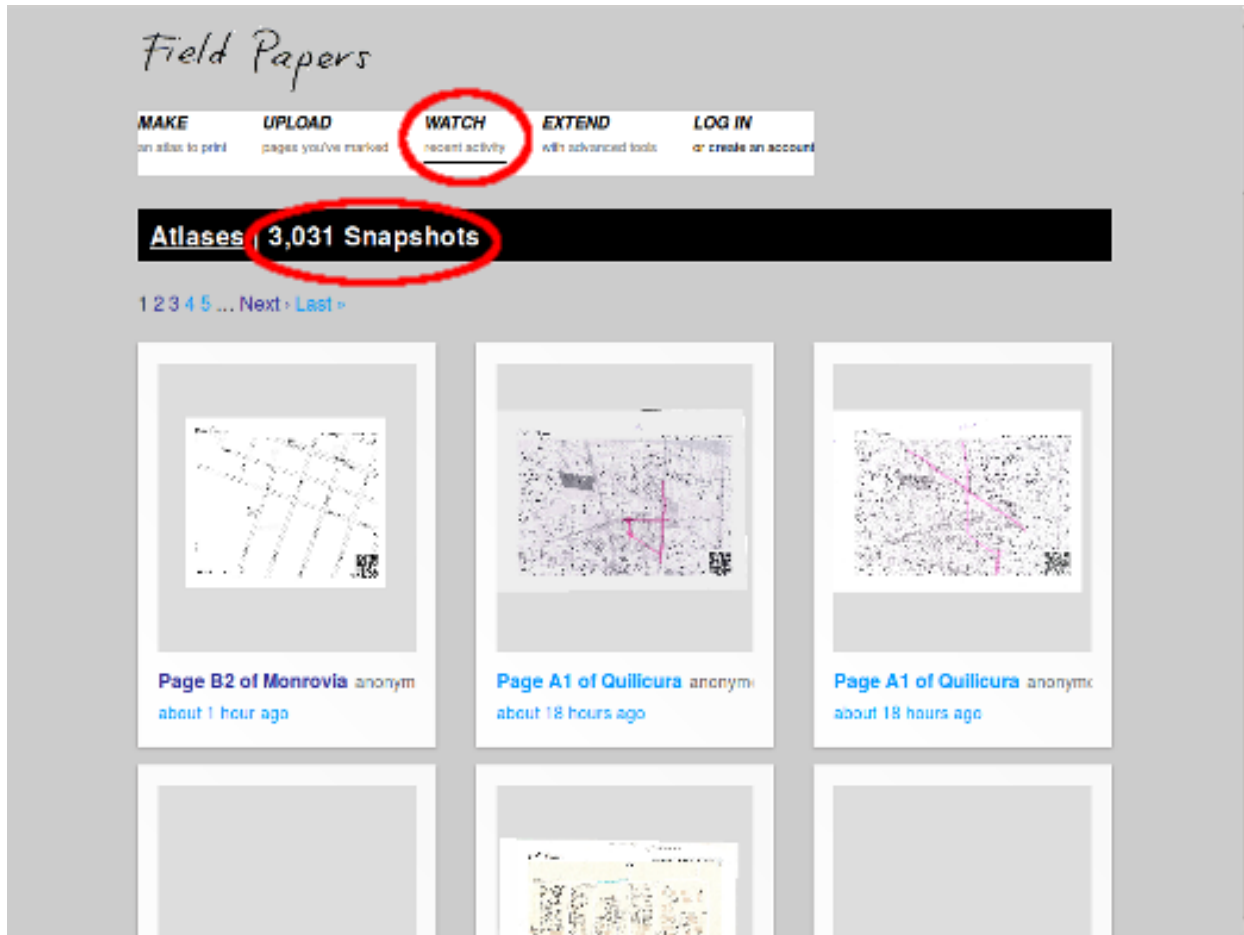 Field Papers
MAKE UPLOAD WATCH EXTEND LOG IN
an atlas to print pages you've marked recent activity with advanced tools or create an account
Atlases | 3,031 Snapshots
1 2 3 4 5 … Next › Last »
Page B2 of Monrovia anonym Page A1 of Quilicura anonym Page A1 of Quilicura anonym
about 1 hour ago about 18 hours ago about 18 hours ago